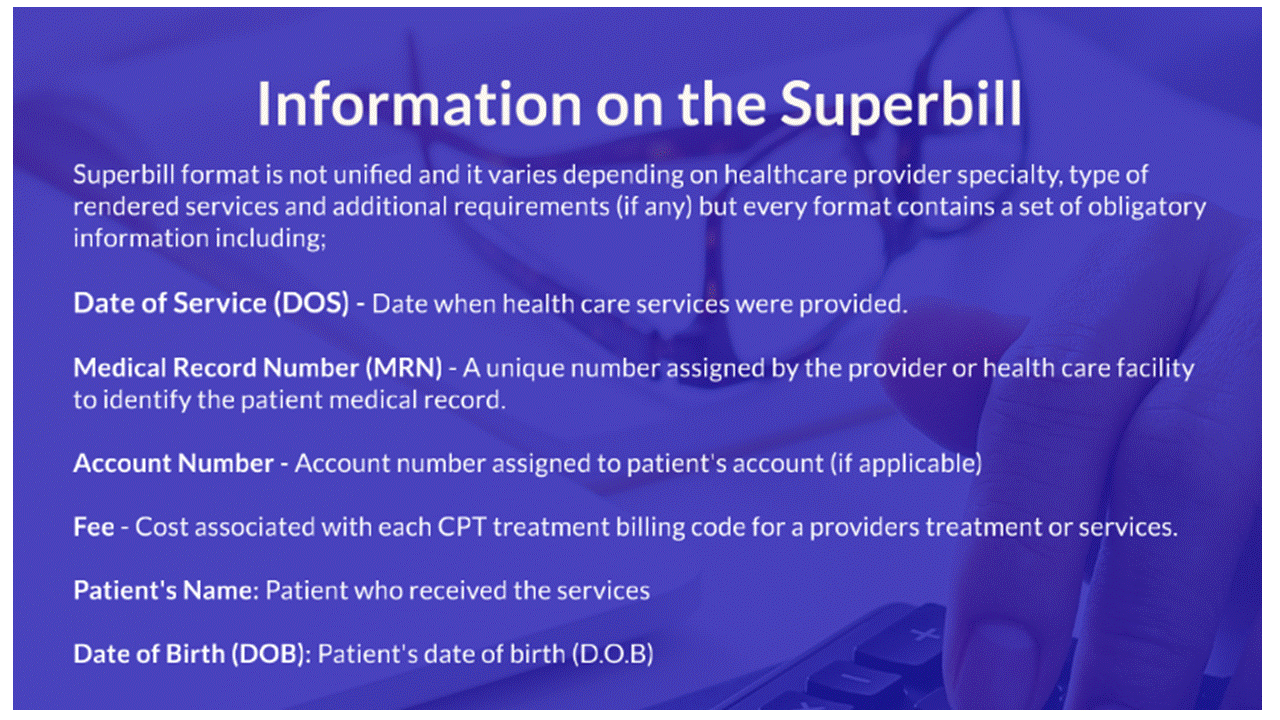 Information on the Superbill
Superbill format is not unified and it varies depending on healthcare provider specialty, type of
rendered services and additional requirements (if any) but every format contains a set of obligatory
information including;
Date of Service (DOS) - Date when health care services were provided.
Medical Record Number (MRN) - A unique number assigned by the provider or health care facility
to identify the patient medical record.
Account Number - Account number assigned to patient's account (if applicable)
Fee - Cost associated with each CPT treatment billing code for a providers treatment or services.
Patient's Name: Patient who received the services
Date of Birth (DOB): Patient's date of birth (D.O.B)